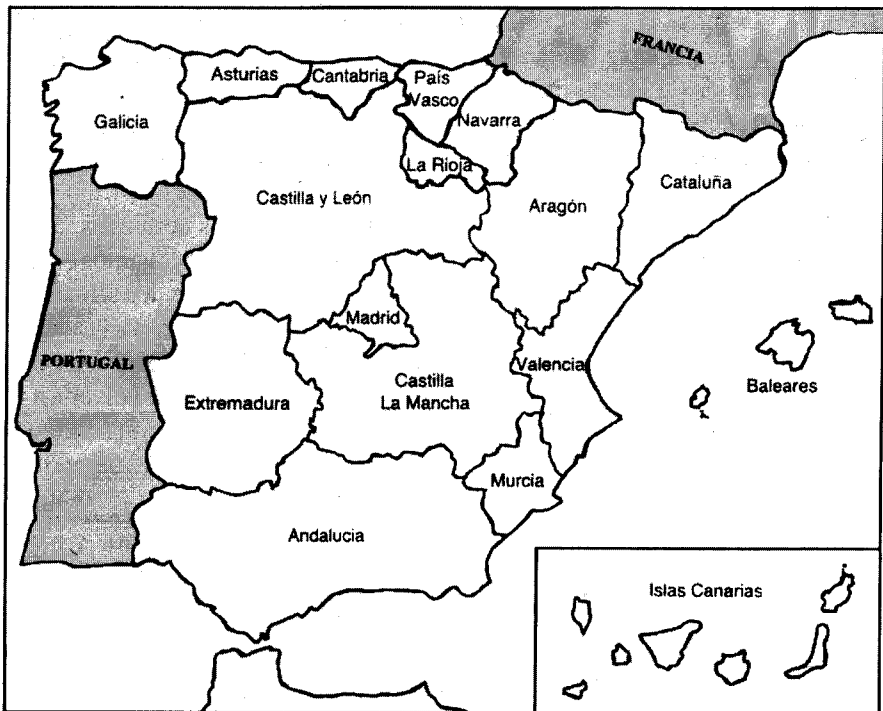 FRANCIA
Asturias
Cantabria
País
Vasco
Galicia
Navarra
La Rioja
Castilla y León
Aragón
Cataluña
Madrid
PORTUGAL
Valencia
Castilla
La Mancha
Baleares
Extremadura
Murcia
Andalucia
Islas Canarias